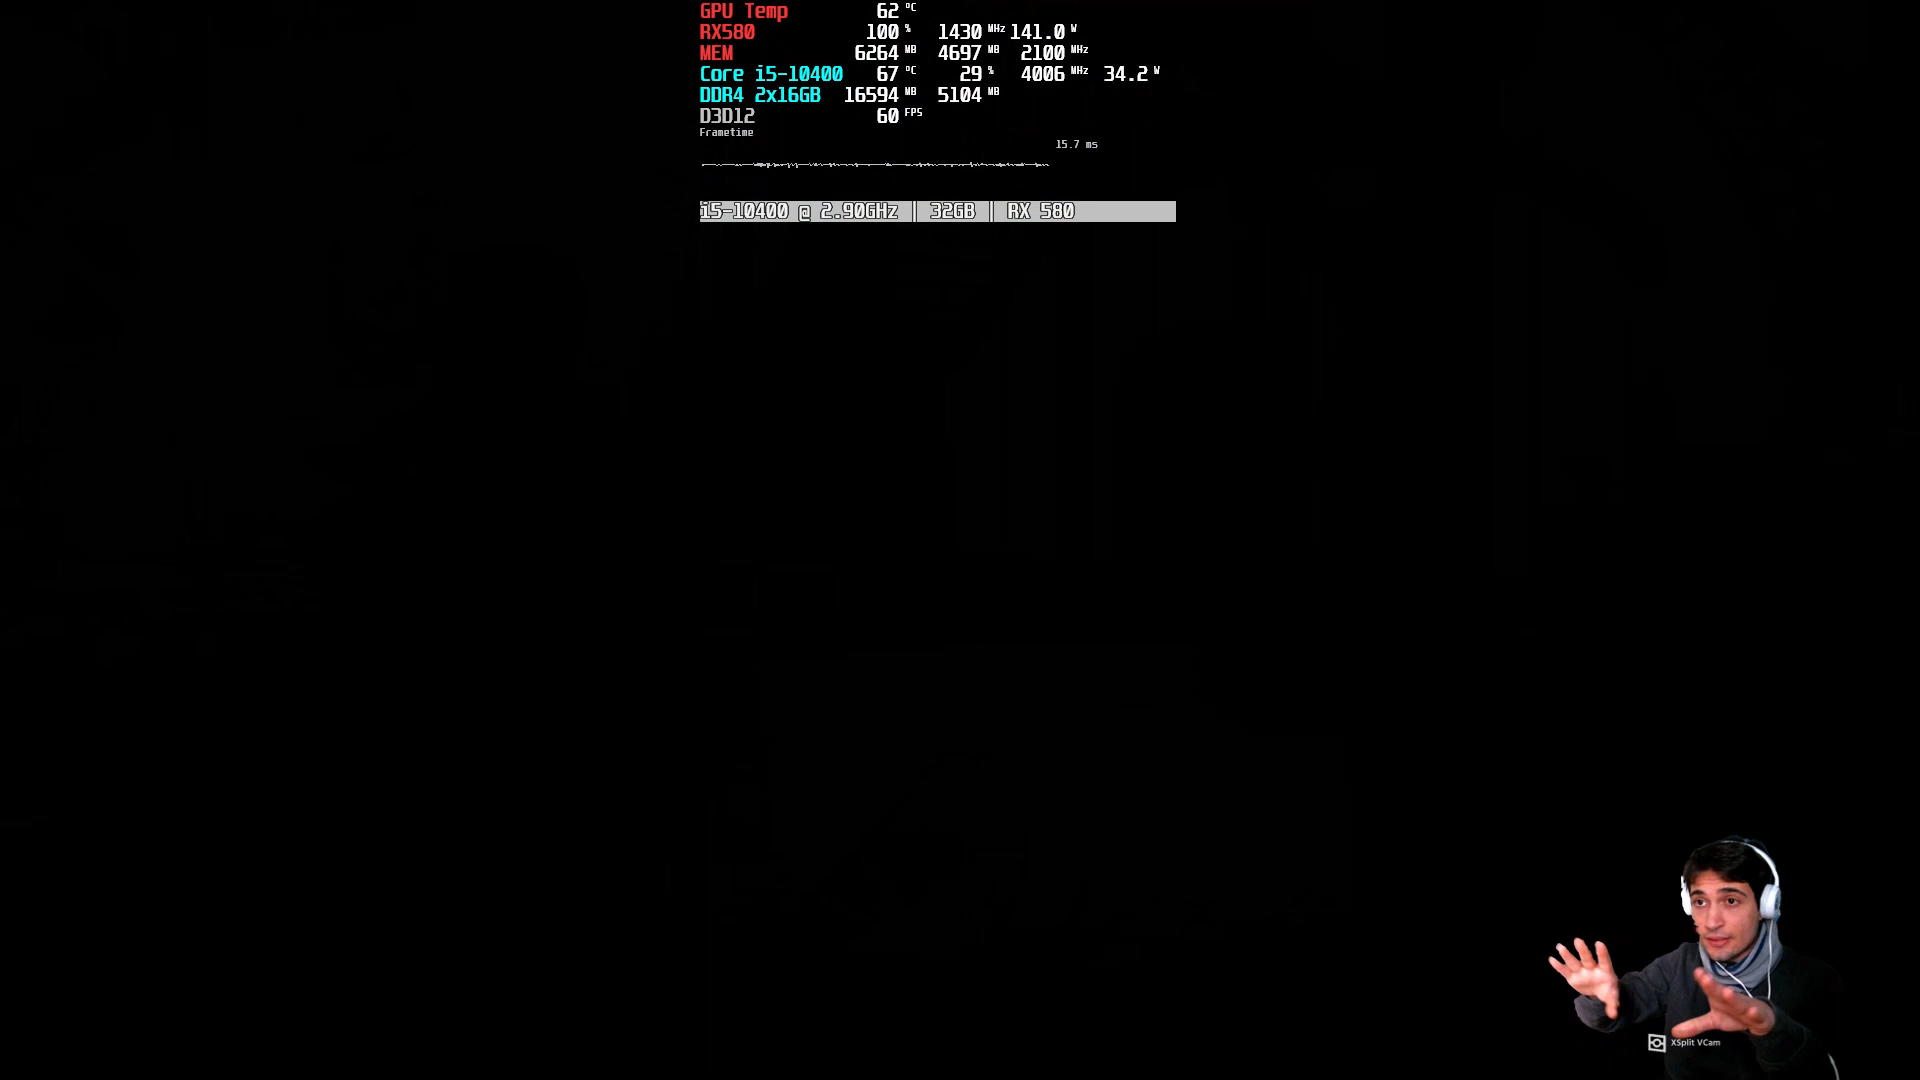 GPU Temp 62 °C
RX580 100 % 1430 MHz 141.0 W
MEM 6264 MB 4697 MB 2100 MHz
Core i5-10400 67 °C 29 % 4006 MHz 34.2 W
DDR4 2x16GB 16594 MB 5104 MB
D3D12 60 FPS
Frametime
15.7 ms
i5-10400 @ 2.90GHz | 32GB | RX 580
XSplit VCam